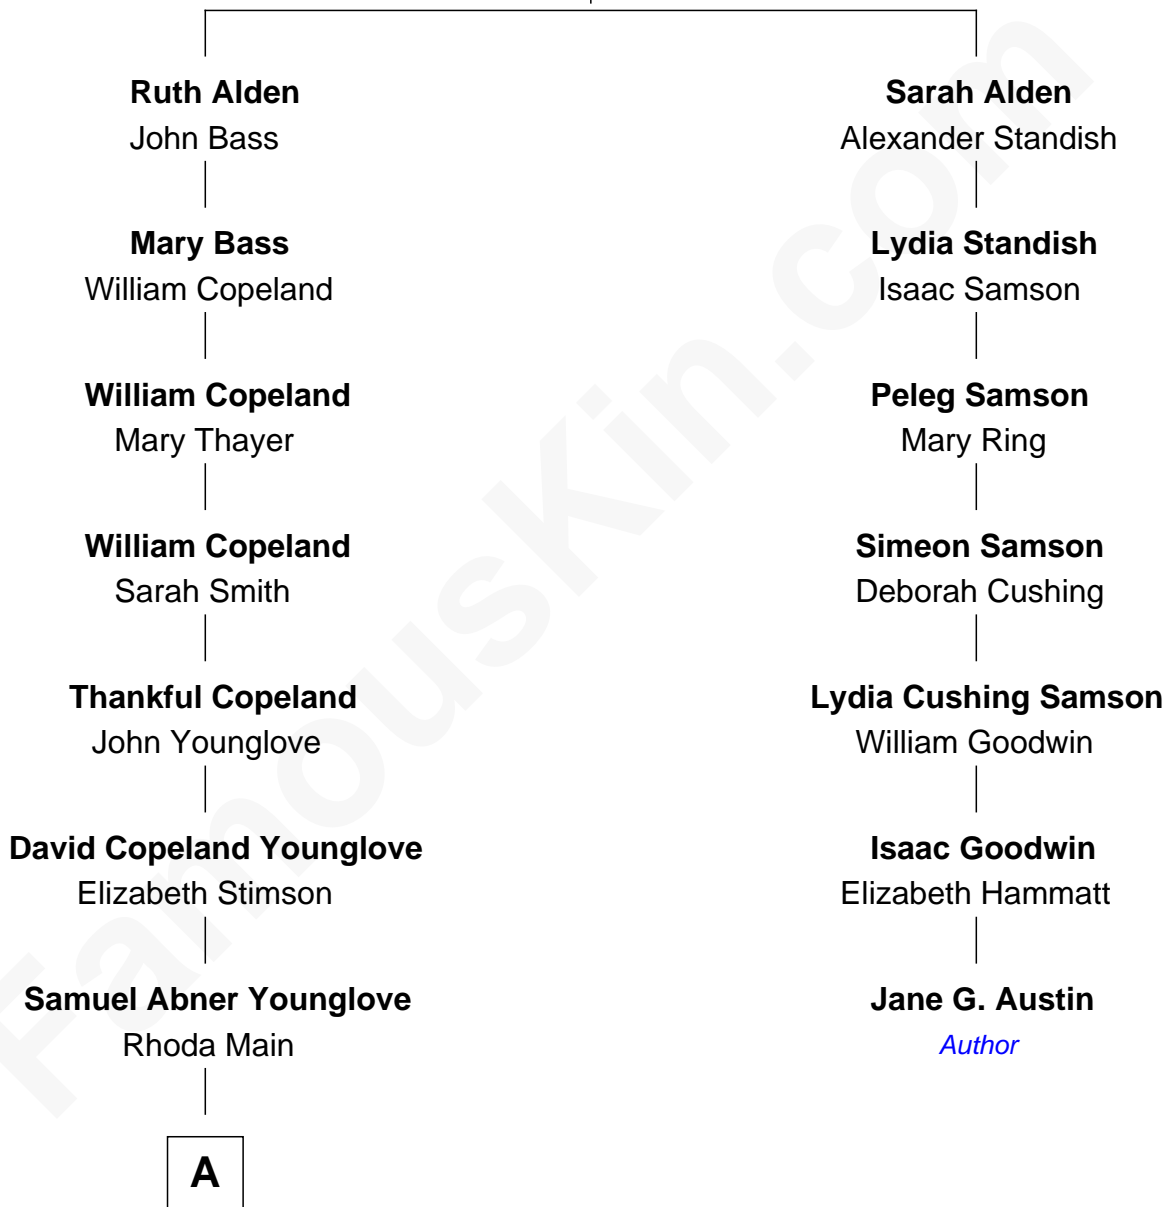 Ruth Alden
John Bass
Mary Bass
William Copeland
William Copeland
Mary Thayer
William Copeland
Sarah Smith
Thankful Copeland
John Younglove
David Copeland Younglove
Elizabeth Stimson
Samuel Abner Younglove
Rhoda Main
A
Sarah Alden
Alexander Standish
Lydia Standish
Isaac Samson
Peleg Samson
Mary Ring
Simeon Samson
Deborah Cushing
Lydia Cushing Samson
William Goodwin
Isaac Goodwin
Elizabeth Hammatt
Jane G. Austin
Author
FamousKin.com